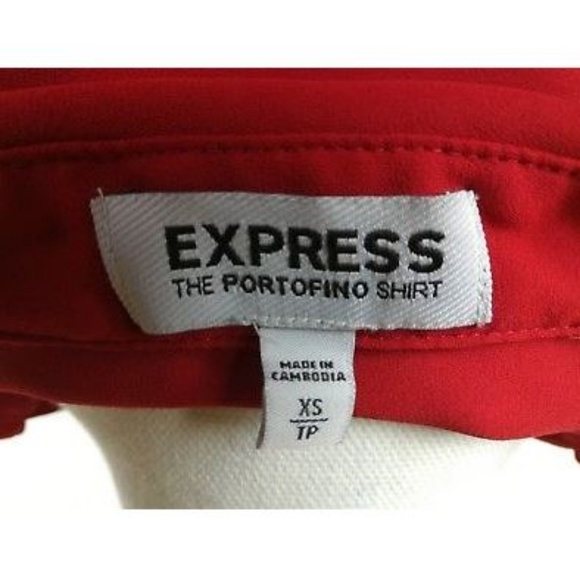 EXPRESS
THE PORTOFINO SHIRT
MADE IN
CAMBODIA
XS
TP